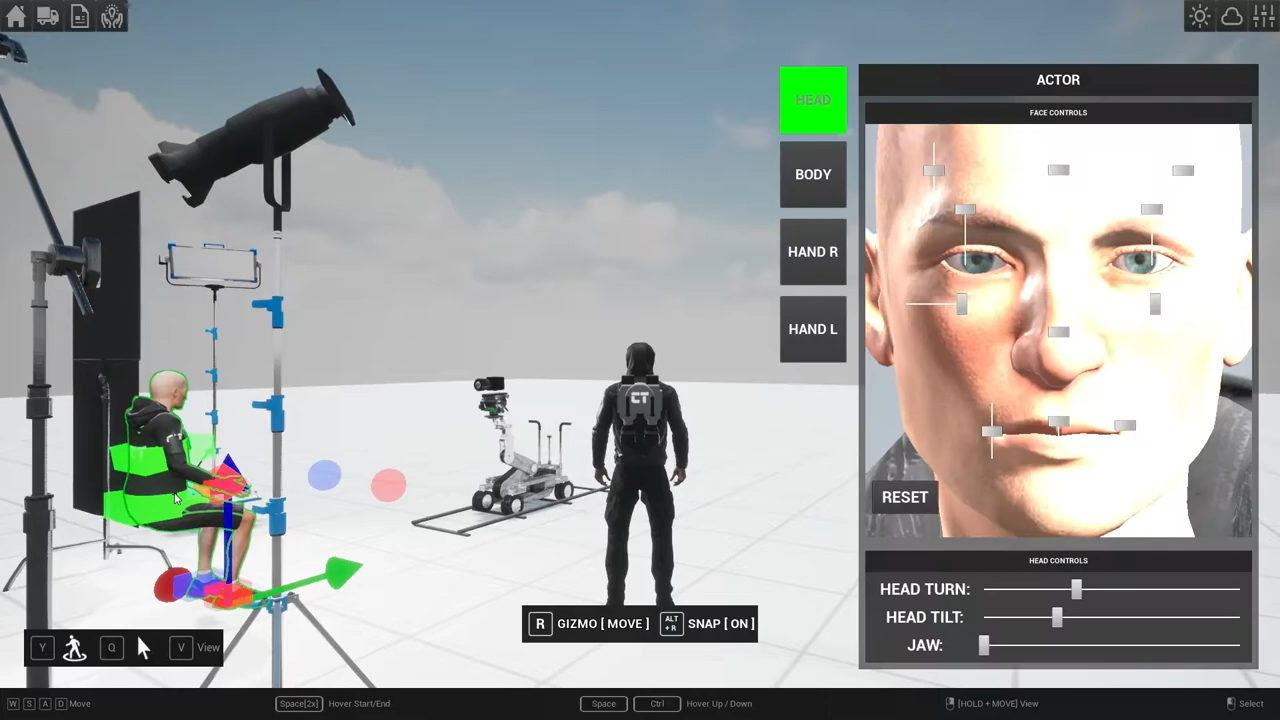 ACTOR
FACE CONTROLS
HEAD
BODY
HAND R
HAND L
CT
RESET
HEAD CONTROLS
HEAD TURN:
HEAD TILT:
JAW:
R GIZMO [ MOVE ] ALT + R SNAP [ ON ]
Y Q V View
W S A D Move Space[2x] Hover Start/End Space Ctrl Hover Up / Down [HOLD + MOVE] View Select